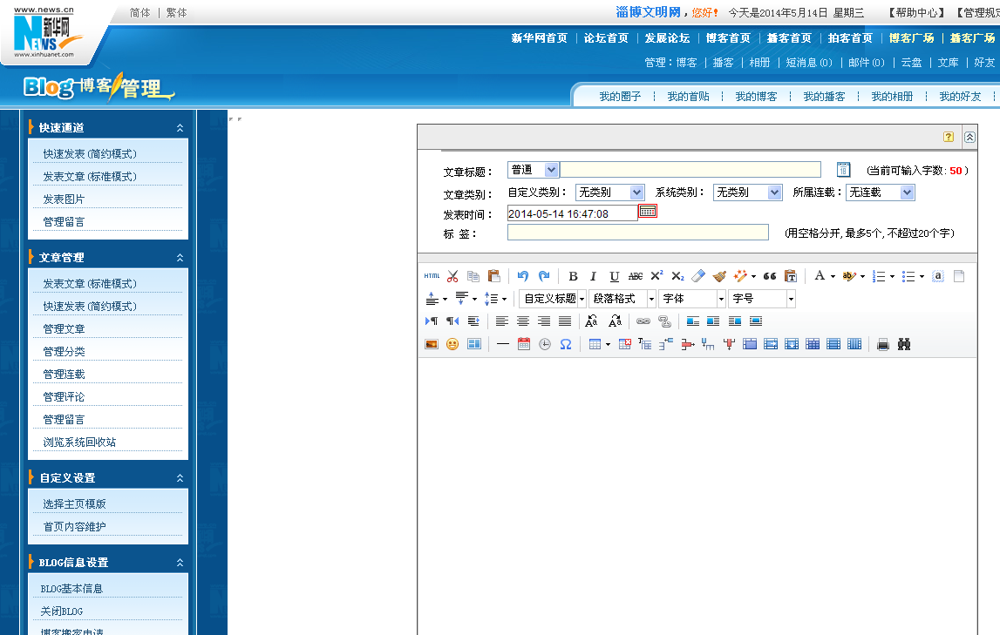 www.news.cn
新华网
NEWS
www.xinhuanet.com
简体 | 繁体
淄博文明网，您好！ 今天是2014年5月14日 星期三 【帮助中心】 【管理规定
新华网首页 | 论坛首页 | 发展论坛 | 博客首页 | 播客首页 | 拍客首页 | 博客广场 | 播客广场
管理：博客 | 播客 | 相册 | 短消息(0) | 邮件(0) | 云盘 | 文库 | 好友
Blog博客管理
我的圈子 我的首贴 我的博客 我的播客 我的相册 我的好友
快速通道
快速发表(简约模式)
发表文章(标准模式)
发表图片
管理留言
文章管理
发表文章(标准模式)
快速发表(简约模式)
管理文章
管理分类
管理连载
管理评论
管理留言
浏览系统回收站
自定义设置
选择主页模版
首页内容维护
BLOG信息设置
BLOG基本信息
关闭BLOG
博客搬家申请
文章标题： 普通 (当前可输入字数: 50 )
文章类别： 自定义类别： 无类别 系统类别： 无类别 所属连载： 无连载
发表时间： 2014-05-14 16:47:08
标 签： (用空格分开, 最多5个, 不超过20个字)
HTML B I U ABC X² X₂ A ab a
自定义标题 段落格式 字体 字号